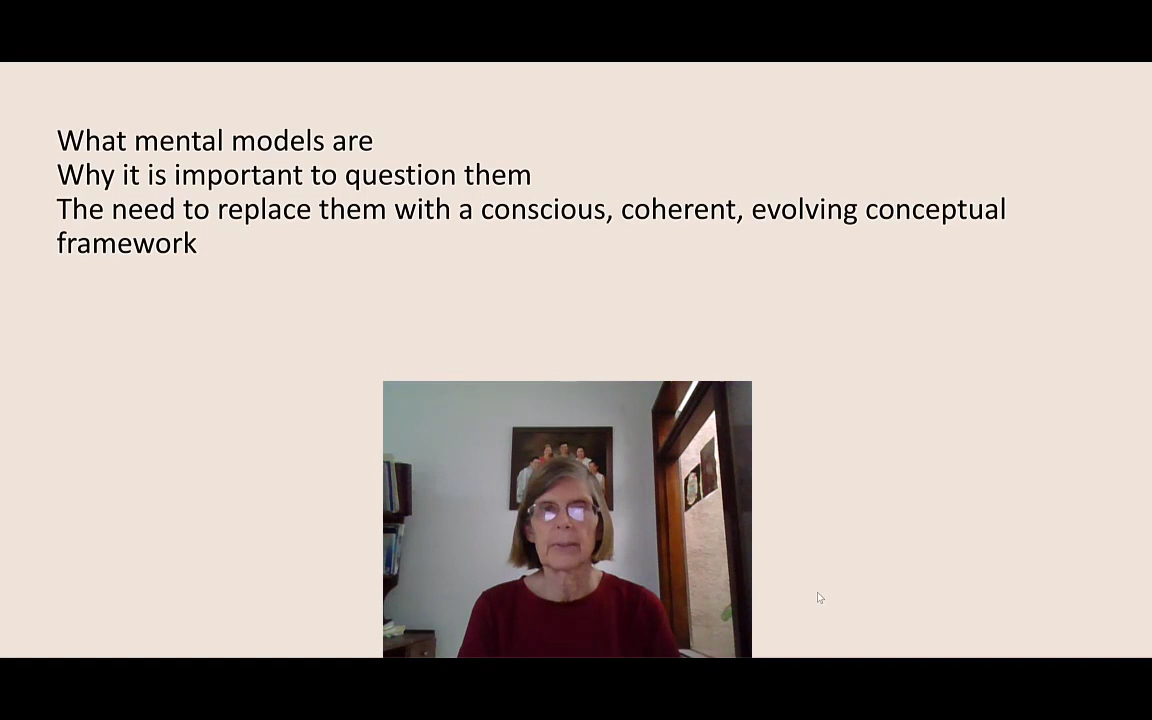 What mental models are
Why it is important to question them
The need to replace them with a conscious, coherent, evolving conceptual
framework